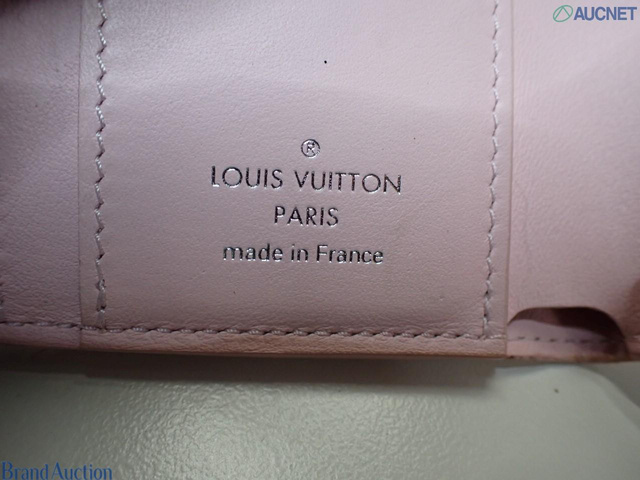 AUCNET
®
LOUIS VUITTON
PARIS
made in France
Brand Auction